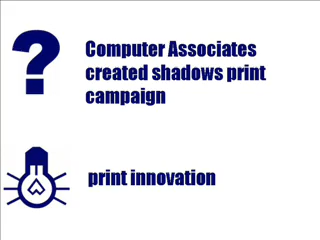 ?
Computer Associates
created shadows print
campaign
print innovation